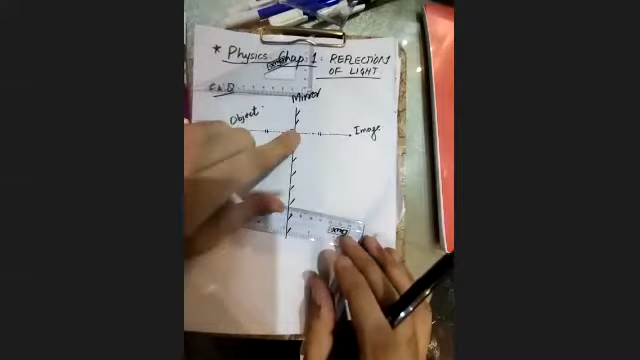 * Physics Chap 1. REFLECTION
OF LIGHT
Mirror
Object
Image